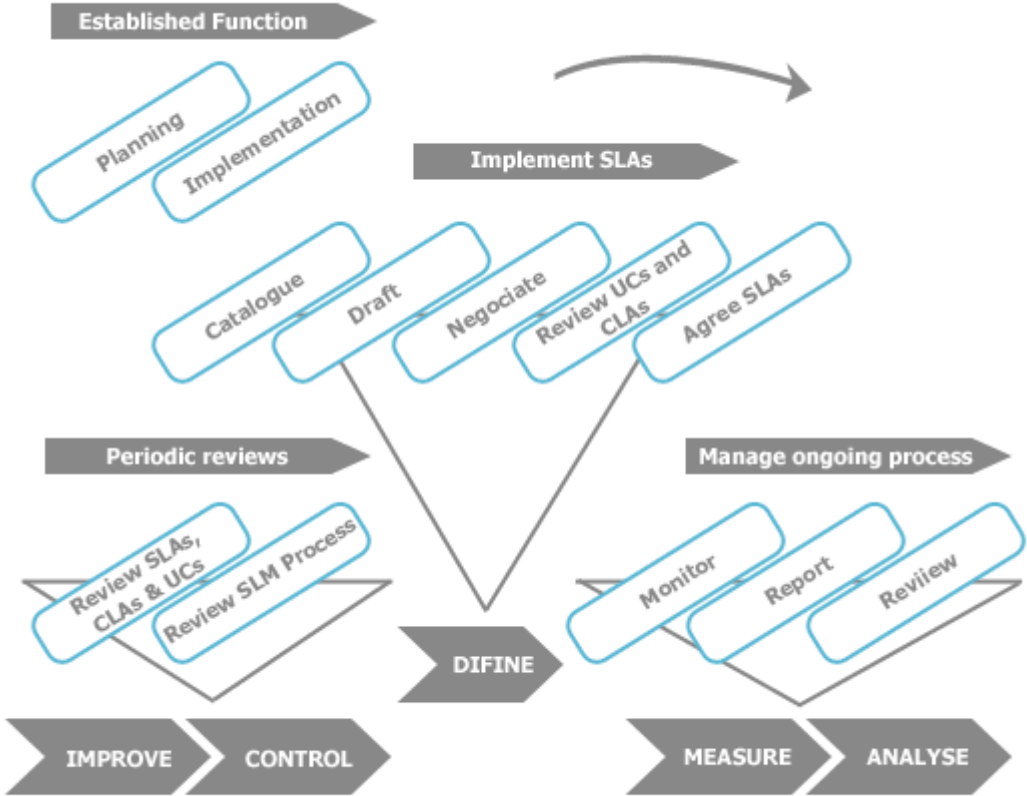 Established Function
Planning
Implementation
Implement SLAs
Catalogue
Draft
Negociate
Review UCs and
CLAs
Agree SLAs
Periodic reviews
Manage ongoing process
Review SLAs,
CLAs & UCs
Review SLM Process
Monitor
Report
Reviiew
DIFINE
IMPROVE
CONTROL
MEASURE
ANALYSE